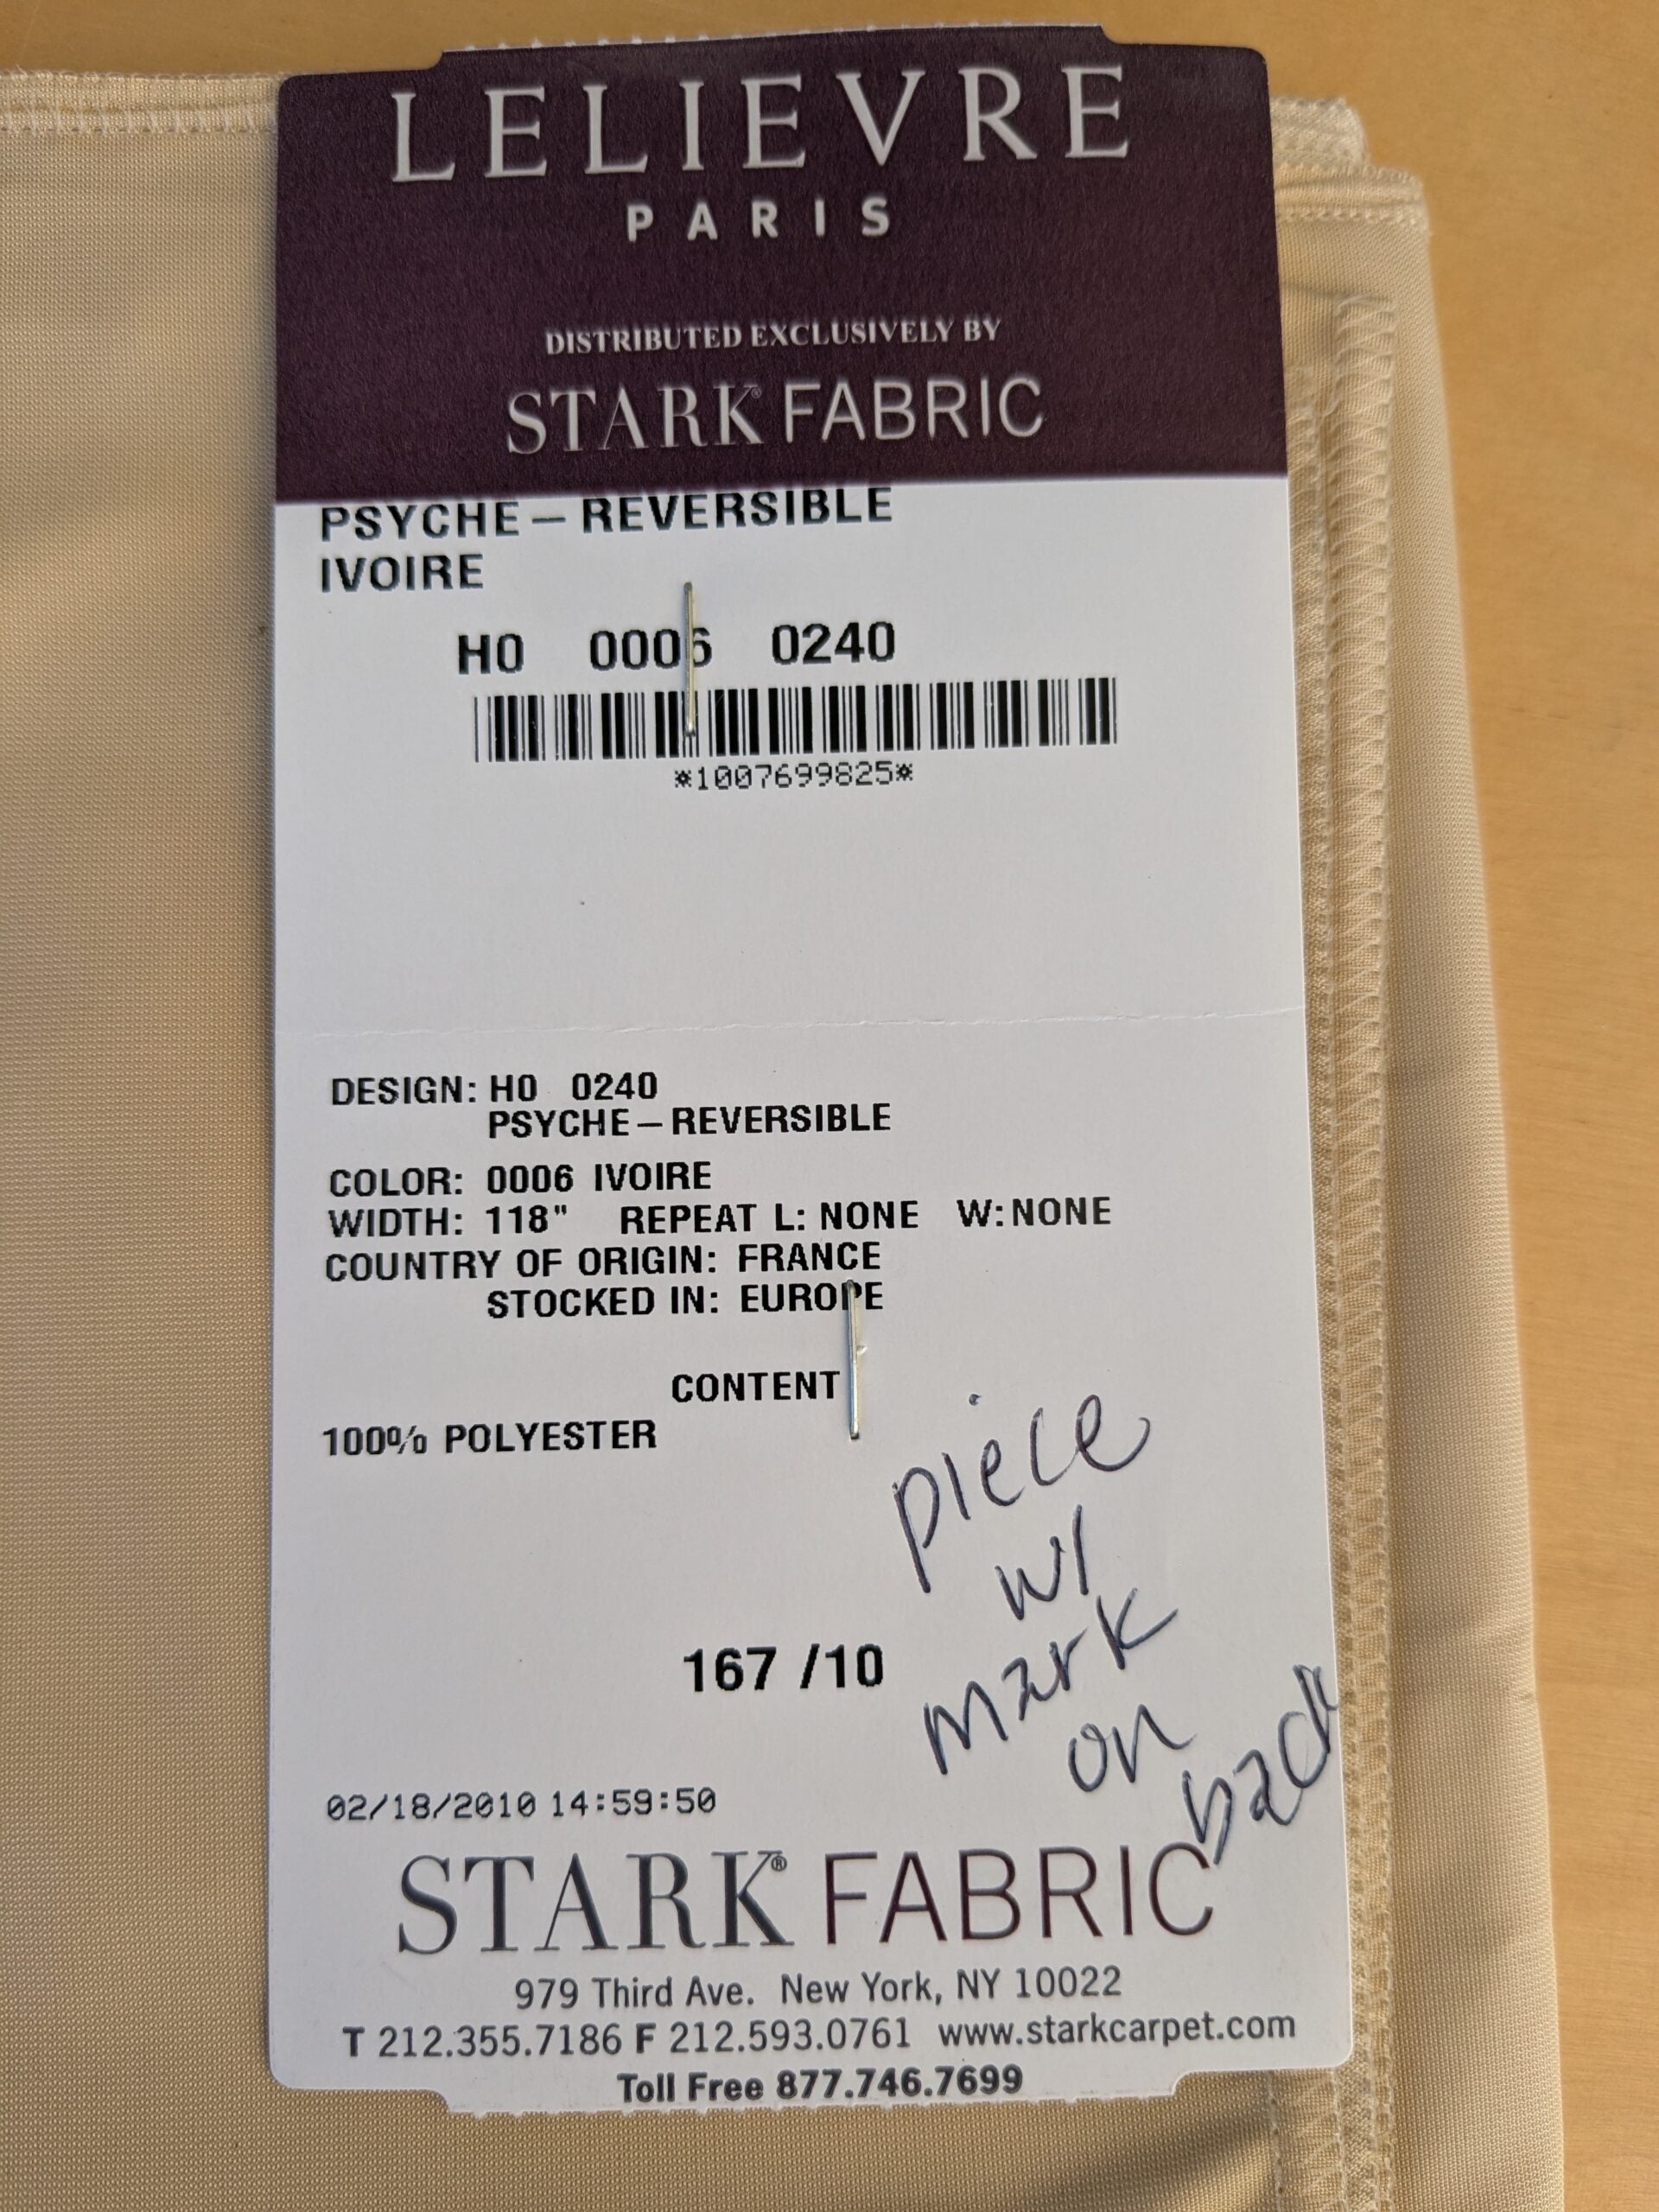 LELIEVRE
PARIS
DISTRIBUTED EXCLUSIVELY BY
STARK® FABRIC
PSYCHE – REVERSIBLE
IVOIRE
H0 0006 0240
*1007699825*
DESIGN: H0 0240
PSYCHE – REVERSIBLE
COLOR: 0006 IVOIRE
WIDTH: 118" REPEAT L: NONE W: NONE
COUNTRY OF ORIGIN: FRANCE
STOCKED IN: EUROPE
CONTENT
100% POLYESTER
piece
w/
mark
on
back
167 /10
02/18/2010 14:59:50
STARK® FABRIC
979 Third Ave. New York, NY 10022
T 212.355.7186 F 212.593.0761 www.starkcarpet.com
Toll Free 877.746.7699